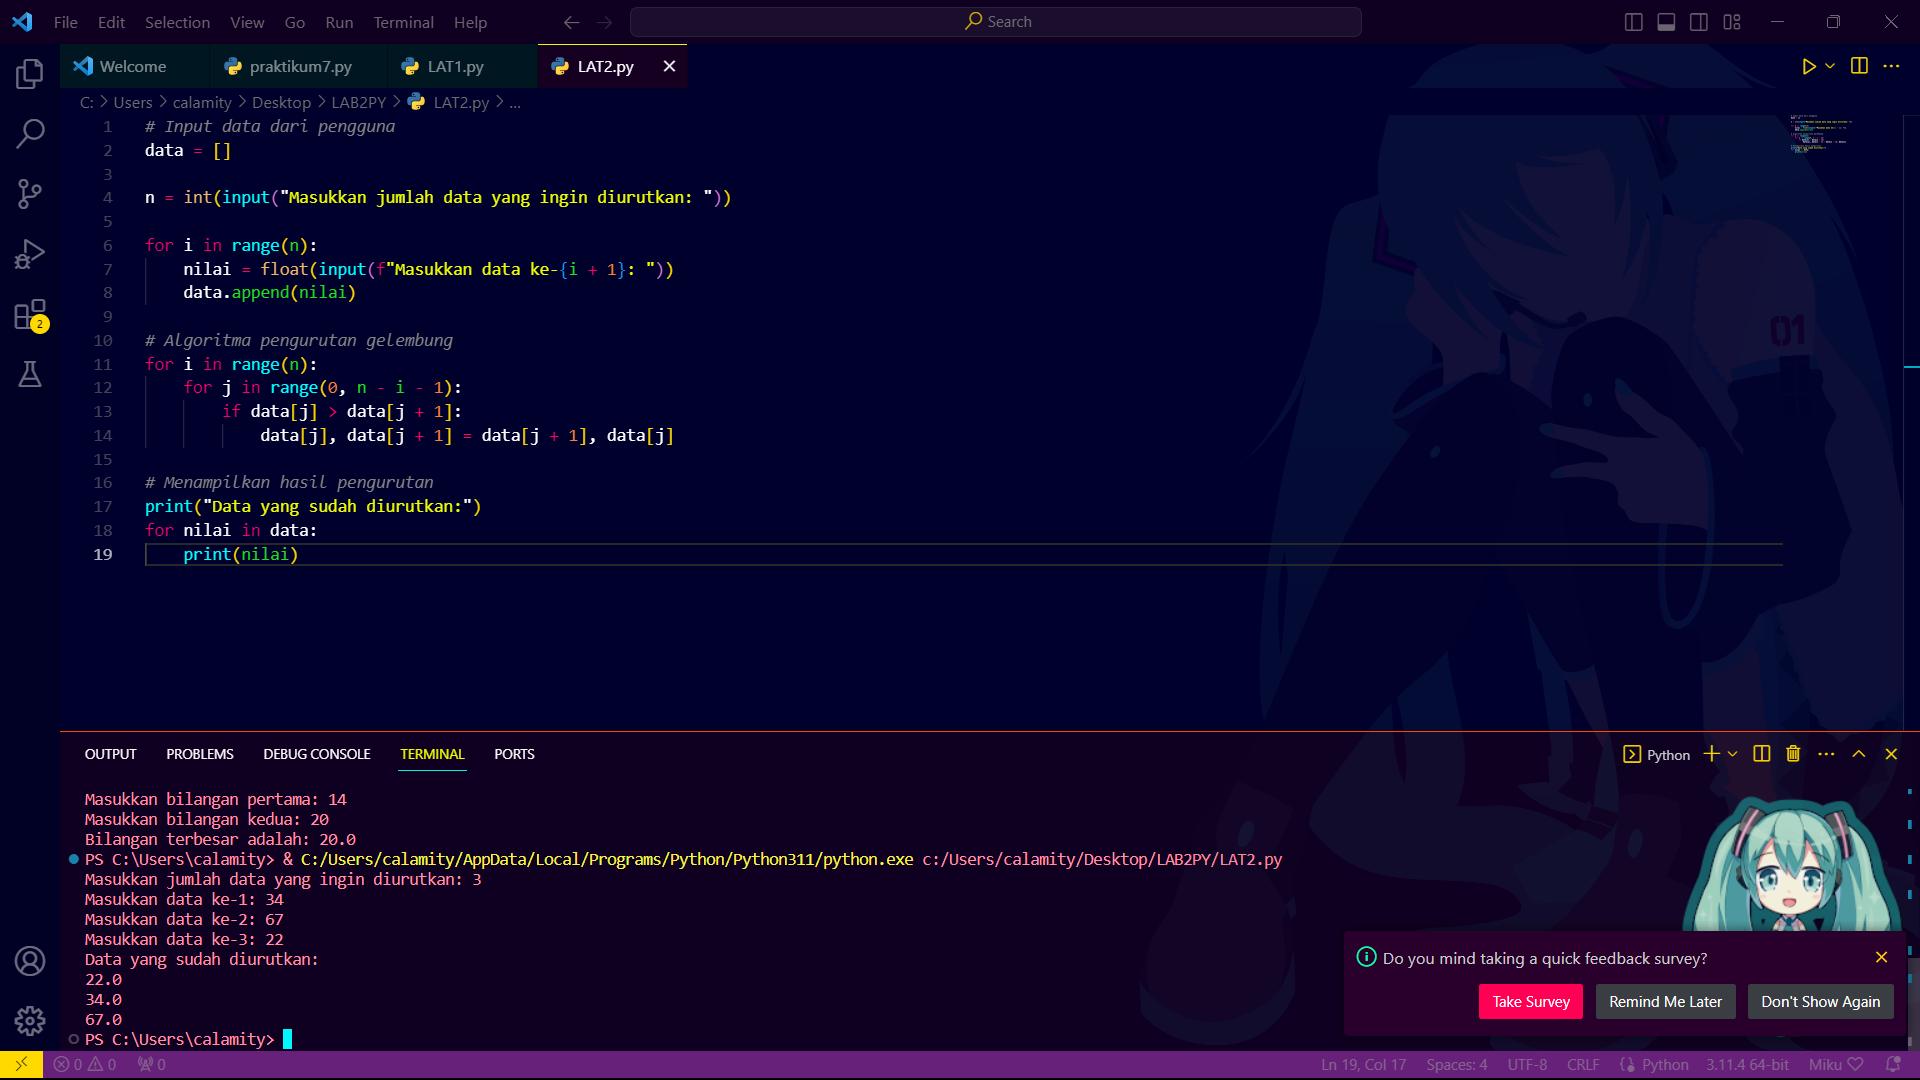 File Edit Selection View Go Run Terminal Help Search
Welcome praktikum7.py LAT1.py LAT2.py
C: > Users > calamity > Desktop > LAB2PY > LAT2.py > ...
1 # Input data dari pengguna
2 data = []
3
4 n = int(input("Masukkan jumlah data yang ingin diurutkan: "))
5
6 for i in range(n):
7     nilai = float(input(f"Masukkan data ke-{i + 1}: "))
8     data.append(nilai)
9
10 # Algoritma pengurutan gelembung
11 for i in range(n):
12     for j in range(0, n - i - 1):
13         if data[j] > data[j + 1]:
14             data[j], data[j + 1] = data[j + 1], data[j]
15
16 # Menampilkan hasil pengurutan
17 print("Data yang sudah diurutkan:")
18 for nilai in data:
19     print(nilai)
01
2
OUTPUT PROBLEMS DEBUG CONSOLE TERMINAL PORTS Python
Masukkan bilangan pertama: 14
Masukkan bilangan kedua: 20
Bilangan terbesar adalah: 20.0
PS C:\Users\calamity> & C:/Users/calamity/AppData/Local/Programs/Python/Python311/python.exe c:/Users/calamity/Desktop/LAB2PY/LAT2.py
Masukkan jumlah data yang ingin diurutkan: 3
Masukkan data ke-1: 34
Masukkan data ke-2: 67
Masukkan data ke-3: 22
Data yang sudah diurutkan:
22.0
34.0
67.0
PS C:\Users\calamity>
Do you mind taking a quick feedback survey?
Take Survey Remind Me Later Don't Show Again
0 0 0 Ln 19, Col 17 Spaces: 4 UTF-8 CRLF Python 3.11.4 64-bit Miku ♡